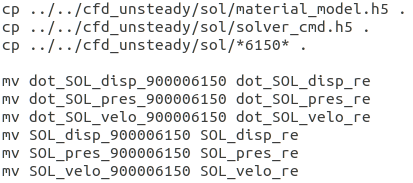 cp ../../cfd_unsteady/sol/material_model.h5 .
cp ../../cfd_unsteady/sol/solver_cmd.h5 .
cp ../../cfd_unsteady/sol/*6150* .

mv dot_SOL_disp_900006150 dot_SOL_disp_re
mv dot_SOL_pres_900006150 dot_SOL_pres_re
mv dot_SOL_velo_900006150 dot_SOL_velo_re
mv SOL_disp_900006150 SOL_disp_re
mv SOL_pres_900006150 SOL_pres_re
mv SOL_velo_900006150 SOL_velo_re